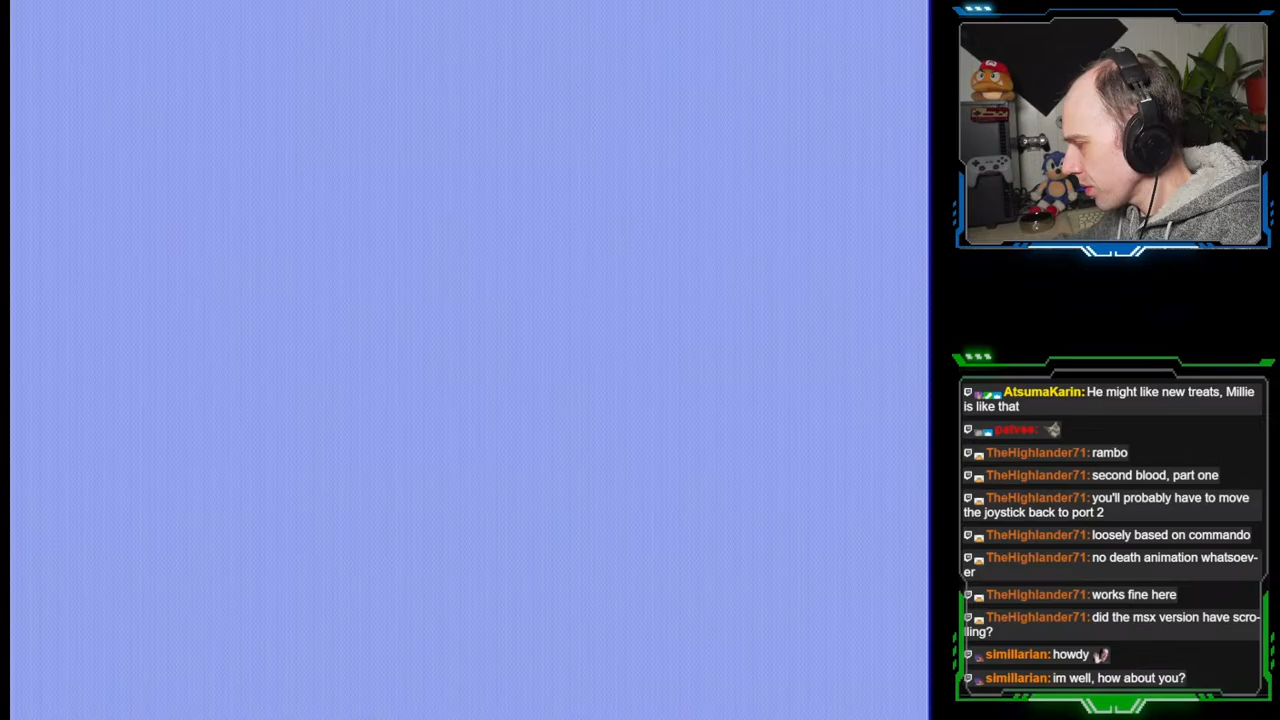 AtsumaKarin: He might like new treats, Millie
is like that
patvee:
TheHighlander71: rambo
TheHighlander71: second blood, part one
TheHighlander71: you'll probably have to move
the joystick back to port 2
TheHighlander71: loosely based on commando
TheHighlander71: no death animation whatsoev-
er
TheHighlander71: works fine here
TheHighlander71: did the msx version have scro-
lling?
simillarian: howdy
simillarian: im well, how about you?